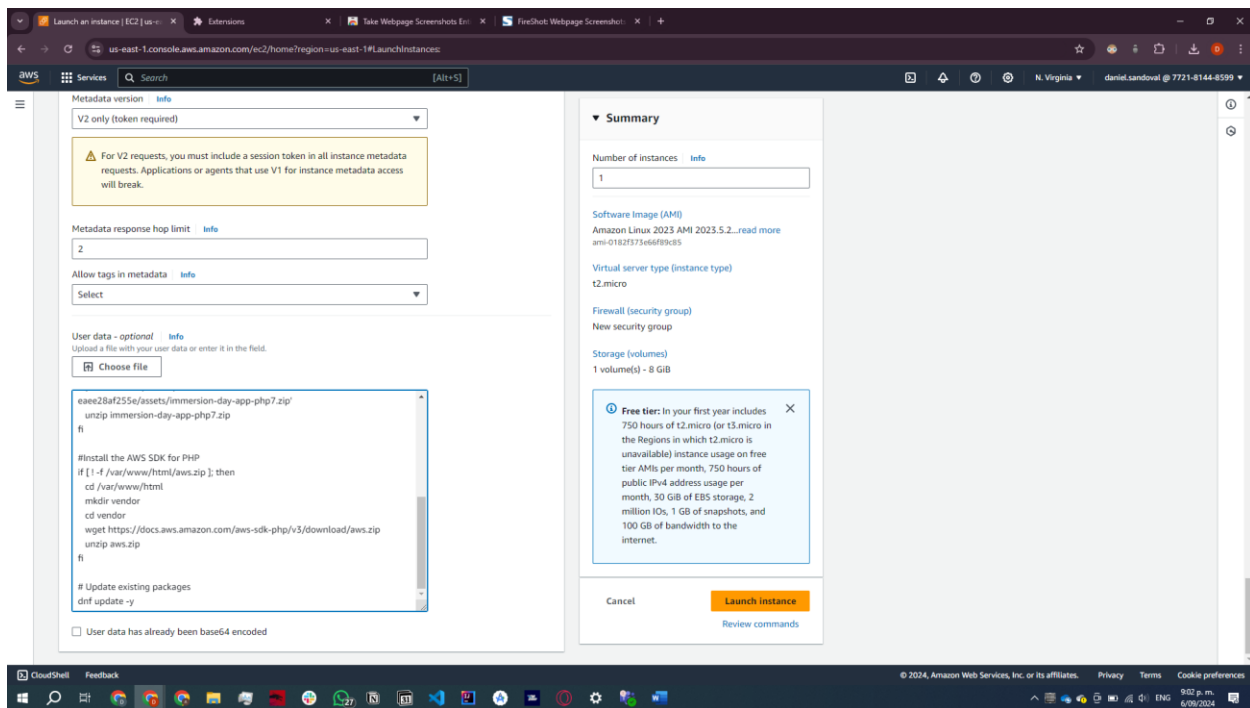 Launch an instance | EC2 | us-e
Extensions
Take Webpage Screenshots Enti
FireShot: Webpage Screenshot
us-east-1.console.aws.amazon.com/ec2/home?region=us-east-1#LaunchInstances:
aws
Services
Search
[Alt+S]
N. Virginia
daniel.sandoval @ 7721-8144-8599
Metadata version Info
V2 only (token required)
For V2 requests, you must include a session token in all instance metadata
requests. Applications or agents that use V1 for instance metadata access
will break.
Metadata response hop limit Info
2
Allow tags in metadata Info
Select
User data - optional Info
Upload a file with your user data or enter it in the field.
Choose file
eaee28af255e/assets/immersion-day-app-php7.zip'
unzip immersion-day-app-php7.zip
fi
#Install the AWS SDK for PHP
if [ ! -f /var/www/html/aws.zip ]; then
cd /var/www/html
mkdir vendor
cd vendor
wget https://docs.aws.amazon.com/aws-sdk-php/v3/download/aws.zip
unzip aws.zip
fi
# Update existing packages
dnf update -y
User data has already been base64 encoded
Summary
Number of instances Info
1
Software Image (AMI)
Amazon Linux 2023 AMI 2023.5.2...read more
ami-0182f373e66f89c85
Virtual server type (instance type)
t2.micro
Firewall (security group)
New security group
Storage (volumes)
1 volume(s) - 8 GiB
Free tier: In your first year includes
750 hours of t2.micro (or t3.micro in
the Regions in which t2.micro is
unavailable) instance usage on free
tier AMIs per month, 750 hours of
public IPv4 address usage per
month, 30 GiB of EBS storage, 2
million IOs, 1 GB of snapshots, and
100 GB of bandwidth to the
internet.
Cancel
Launch instance
Review commands
CloudShell
Feedback
© 2024, Amazon Web Services, Inc. or its affiliates.
Privacy
Terms
Cookie preferences
ENG
9:02 p. m.
6/09/2024